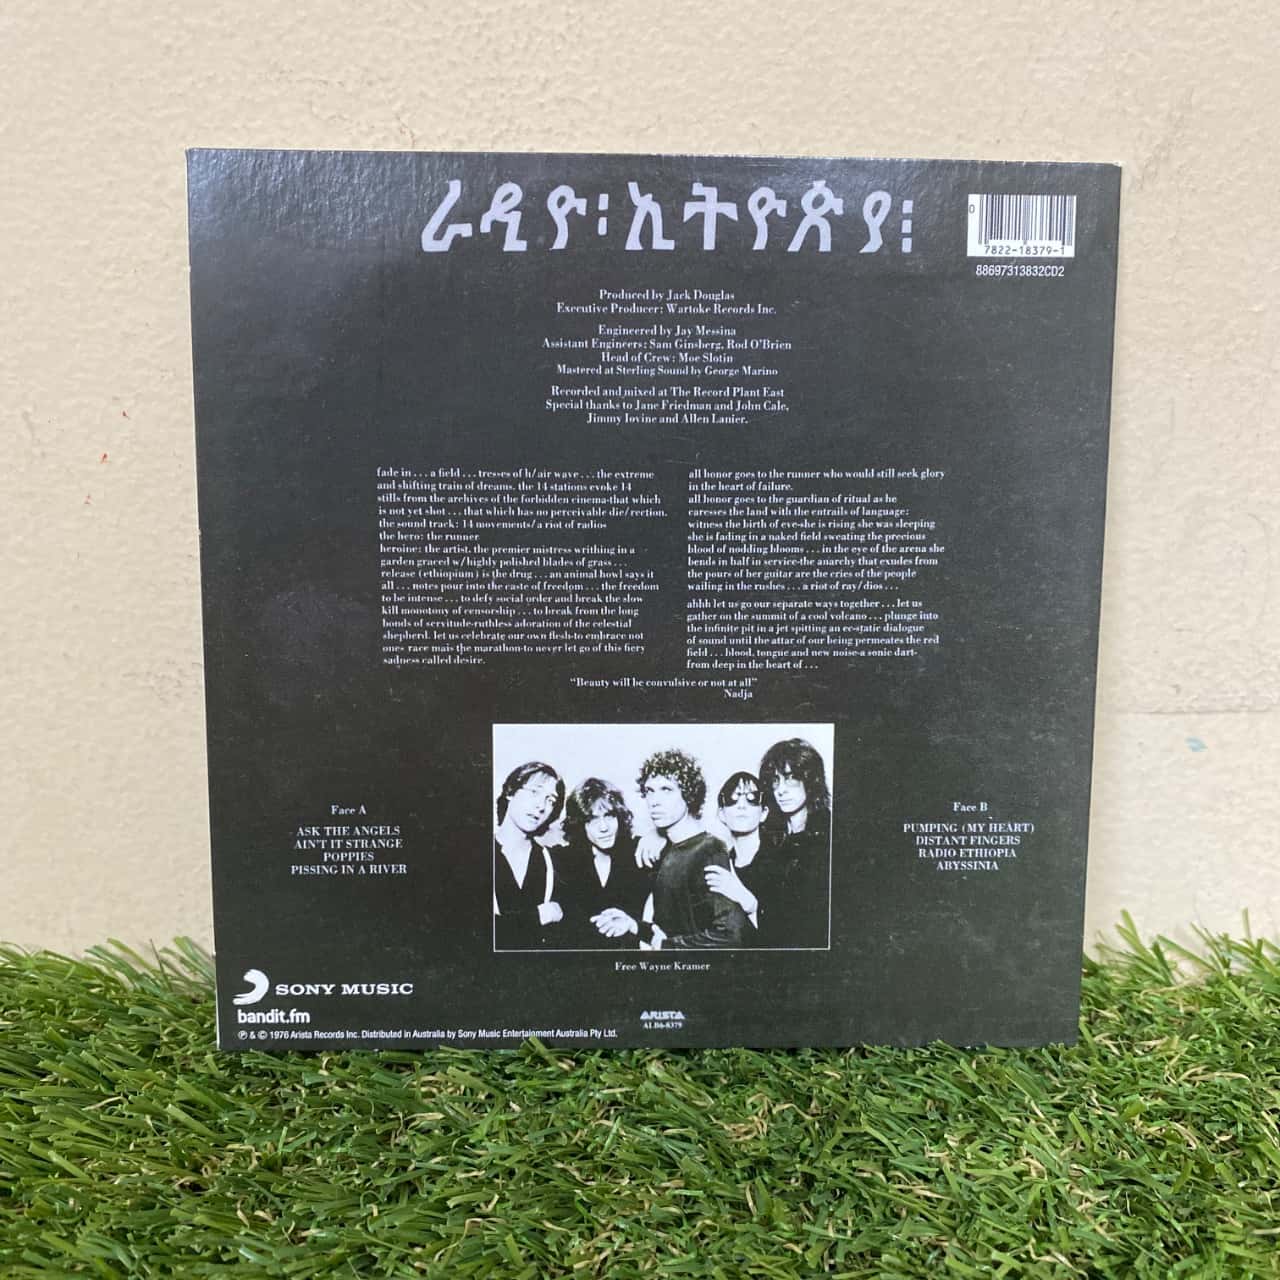 ራዲዮ፡ኢትዮጵያ፡
0
7822-18379-1
88697313832CD2
Produced by Jack Douglas
Executive Producer: Wartoke Records Inc.
Engineered by Jay Messina
Assistant Engineers: Sam Ginsberg, Rod O'Brien
Head of Crew: Moe Slotin
Mastered at Sterling Sound by George Marino
Recorded and mixed at The Record Plant East
Special thanks to Jane Friedman and John Cale,
Jimmy Iovine and Allen Lanier.
fade in . . . a field . . . tresses of h/air wave . . . the extreme
and shifting train of dreams. the 14 stations evoke 14
stills from the archives of the forbidden cinema-that which
is not yet shot . . . that which has no perceivable die/rection.
the sound track: 14 movements/a riot of radios
the hero: the runner
heroine: the artist. the premier mistress writhing in a
garden graced w/highly polished blades of grass . . .
release (ethiopium) is the drug . . . an animal howl says it
all . . . notes pour into the caste of freedom . . . the freedom
to be intense . . . to defy social order and break the slow
kill monotony of censorship . . . to break from the long
bonds of servitude-ruthless adoration of the celestial
shepherd. let us celebrate our own flesh-to embrace not
ones race mais the marathon-to never let go of this fiery
sadness called desire.
all honor goes to the runner who would still seek glory
in the heart of failure.
all honor goes to the guardian of ritual as he
caresses the land with the entrails of language:
witness the birth of eve-she is rising she was sleeping
she is fading in a naked field sweating the precious
blood of nodding blooms . . . in the eye of the arena she
bends in half in service-the anarchy that exudes from
the pours of her guitar are the cries of the people
wailing in the rushes . . . a riot of ray/dios . . .
ahhh let us go our separate ways together . . . let us
gather on the summit of a cool volcano . . . plunge into
the infinite pit in a jet spitting an ec-static dialogue
of sound until the attar of our being permeates the red
field . . . blood, tongue and new noise-a sonic dart-
from deep in the heart of . . .
"Beauty will be convulsive or not at all"
Nadja
Face A
ASK THE ANGELS
AIN'T IT STRANGE
POPPIES
PISSING IN A RIVER
Face B
PUMPING (MY HEART)
DISTANT FINGERS
RADIO ETHIOPIA
ABYSSINIA
Free Wayne Kramer
SONY MUSIC
bandit.fm
℗ & © 1976 Arista Records Inc. Distributed in Australia by Sony Music Entertainment Australia Pty Ltd.
ARISTA
ALB6-8379